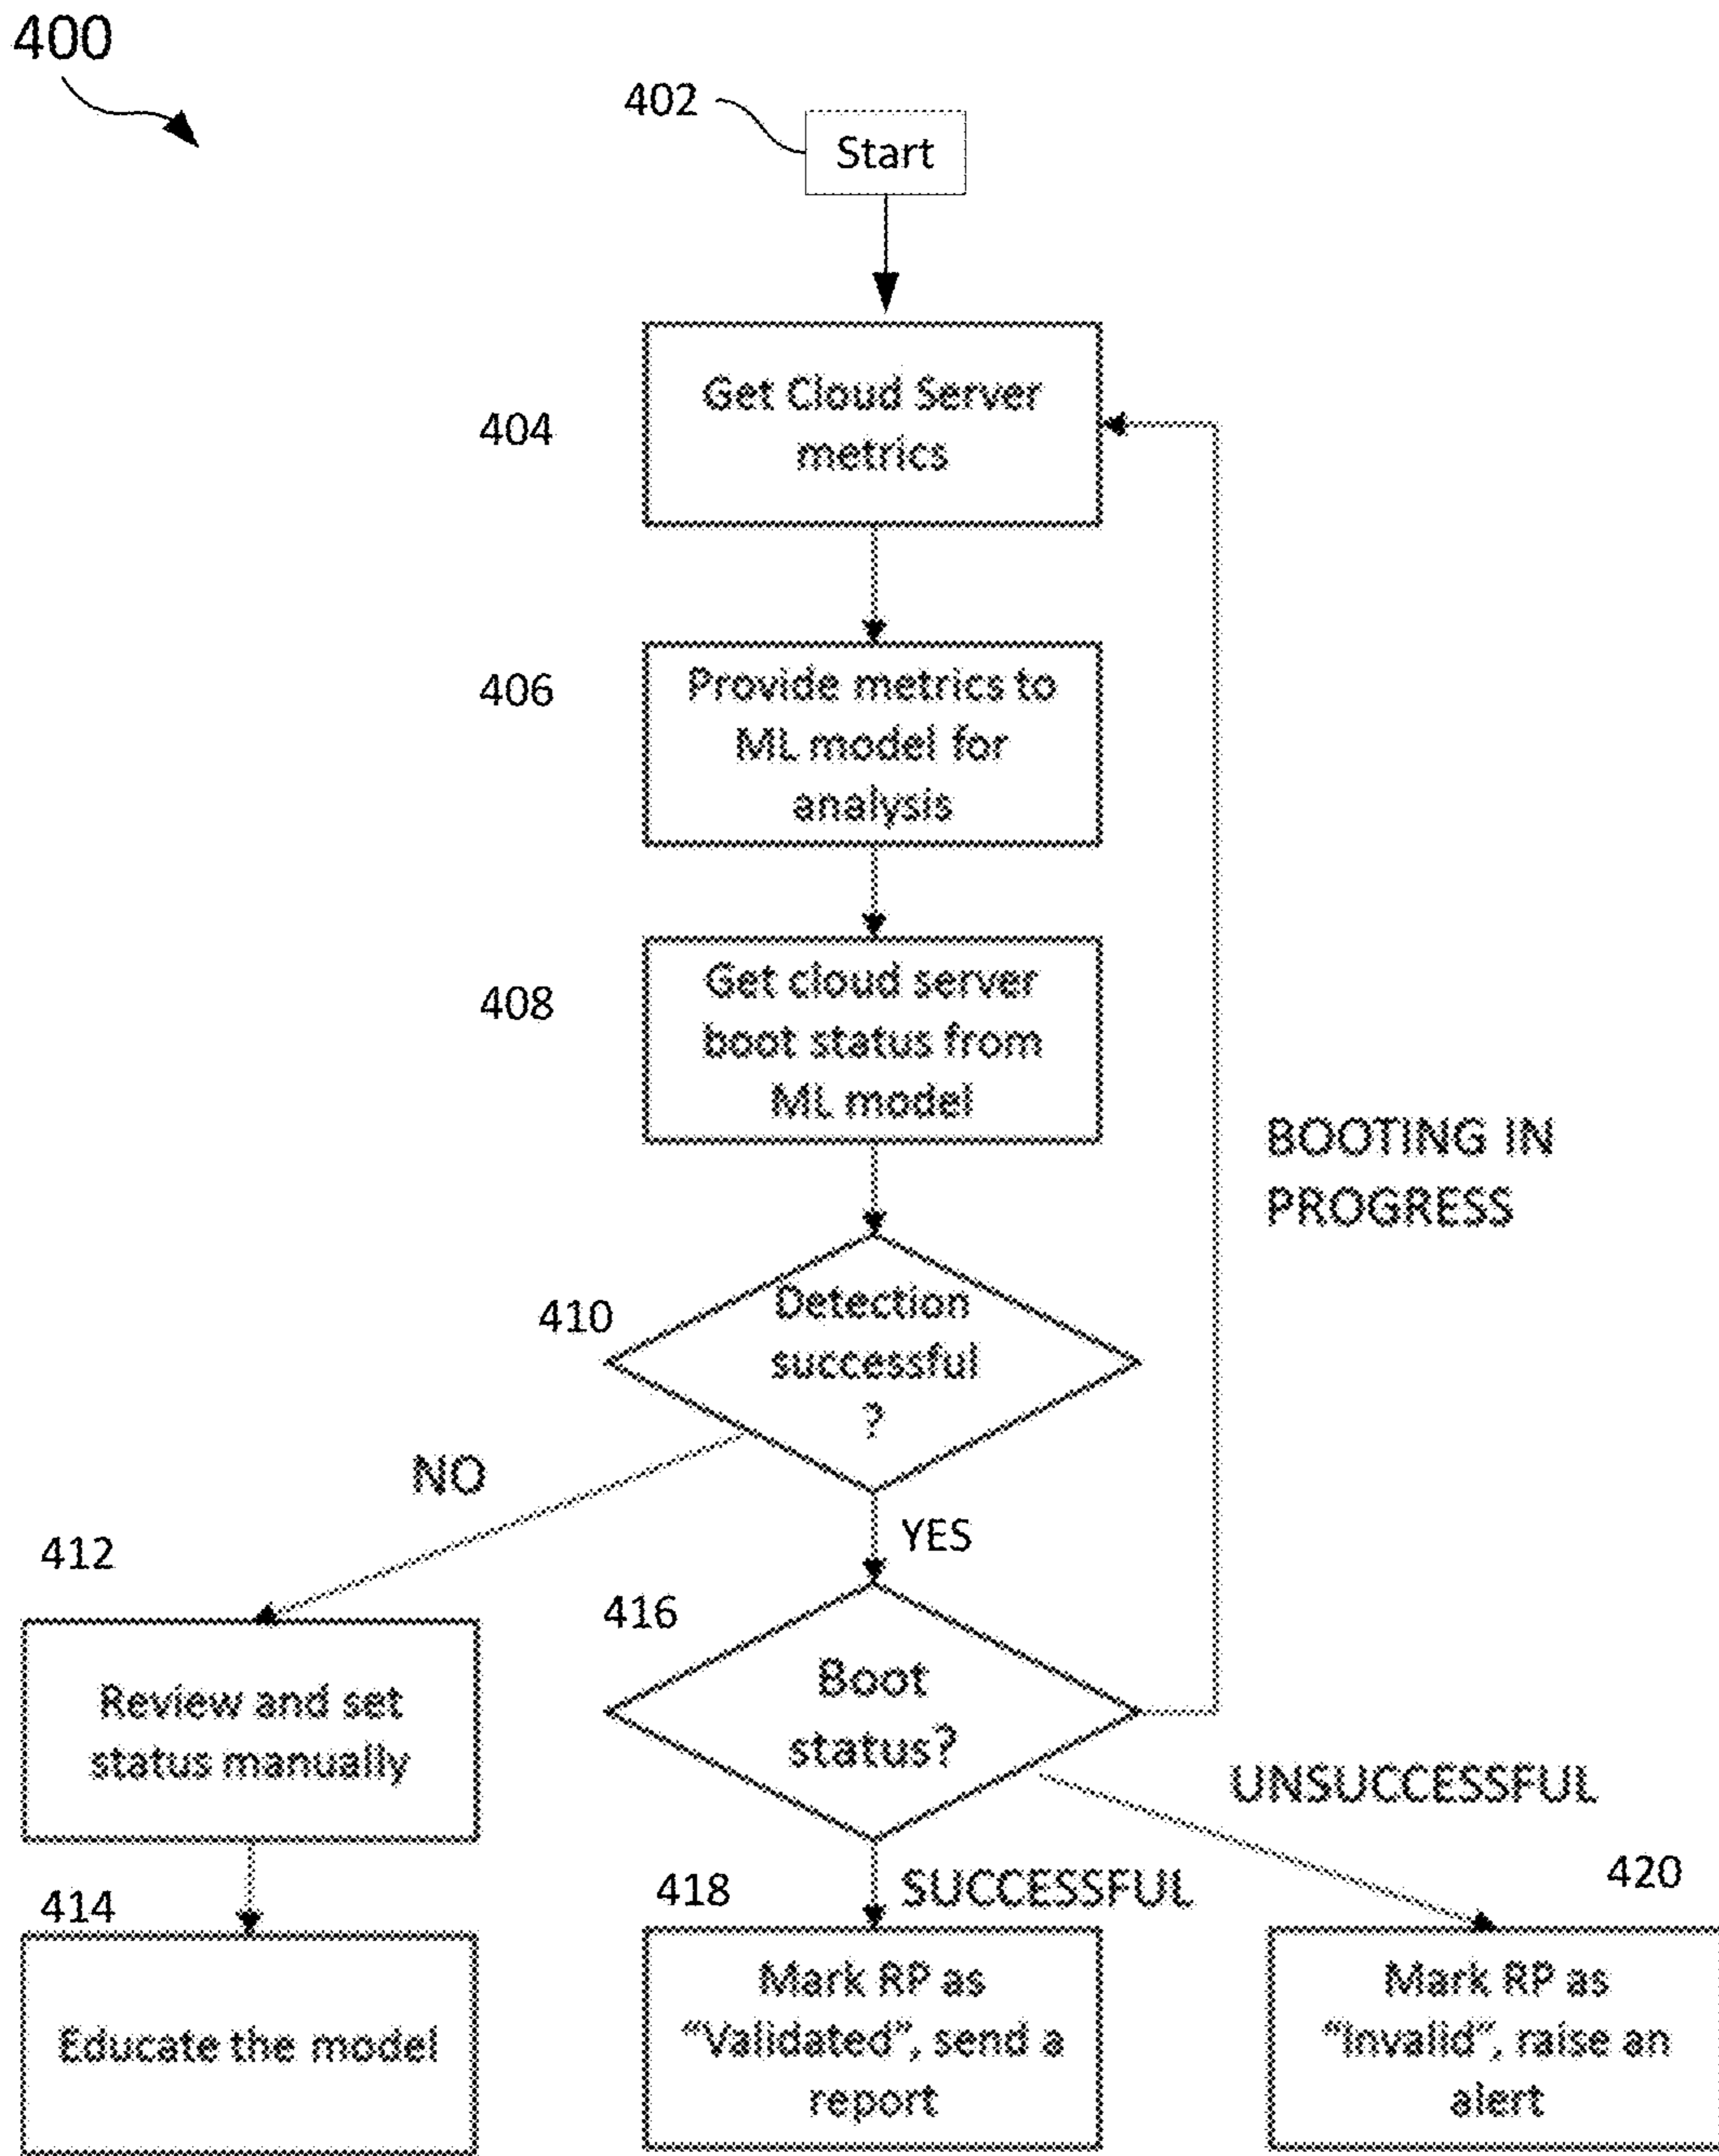 400
402
Start
404
Get Cloud Server
metrics
406
Provide metrics to
ML model for
analysis
408
Get cloud server
boot status from
ML model
BOOTING IN
PROGRESS
410
Detection
successful
?
NO
YES
412
Review and set
status manually
416
Boot
status?
UNSUCCESSFUL
SUCCESSFUL
414
Educate the model
418
Mark RP as
“Validated”, send a
report
420
Mark RP as
“Invalid”, raise an
alert